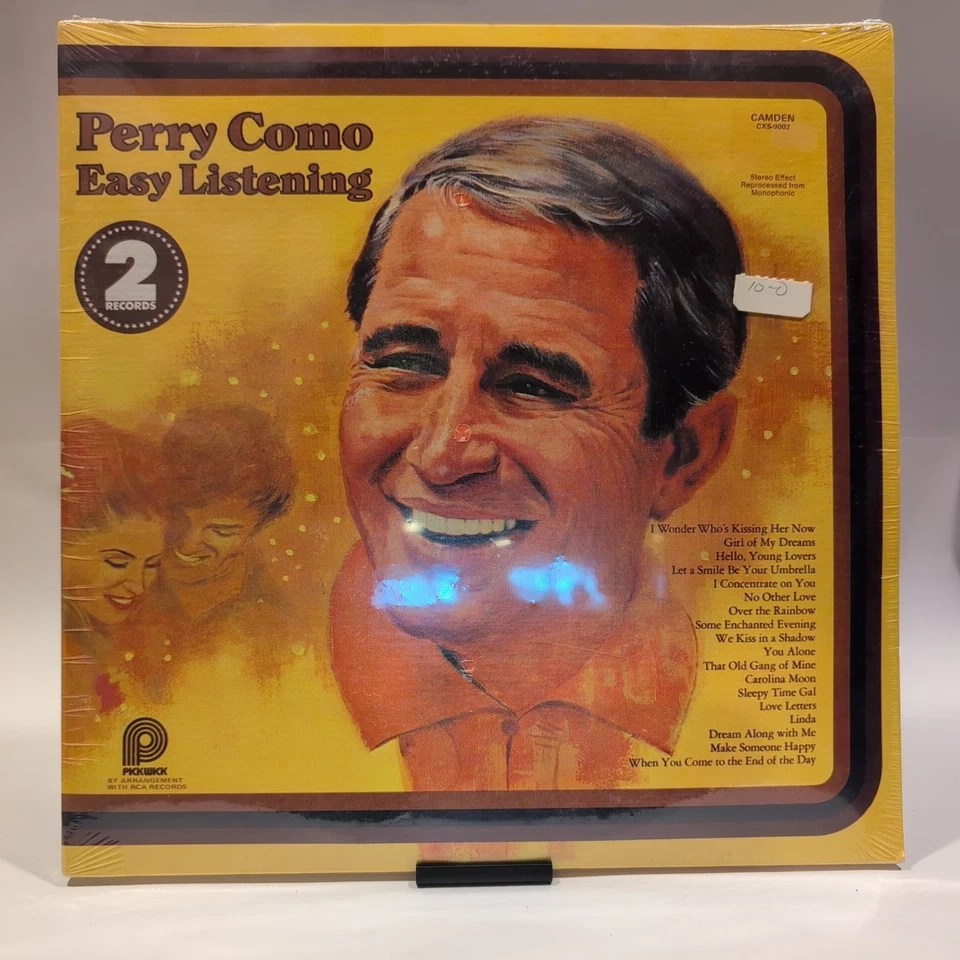 Perry Como
Easy Listening
2
RECORDS
CAMDEN
CXS-9002
Stereo Effect
Reprocessed from
Monophonic
10-0
I Wonder Who's Kissing Her Now
Girl of My Dreams
Hello, Young Lovers
Let a Smile Be Your Umbrella
I Concentrate on You
No Other Love
Over the Rainbow
Some Enchanted Evening
We Kiss in a Shadow
You Alone
That Old Gang of Mine
Carolina Moon
Sleepy Time Gal
Love Letters
Linda
Dream Along with Me
Make Someone Happy
When You Come to the End of the Day
PICKWICK
BY ARRANGEMENT
WITH RCA RECORDS